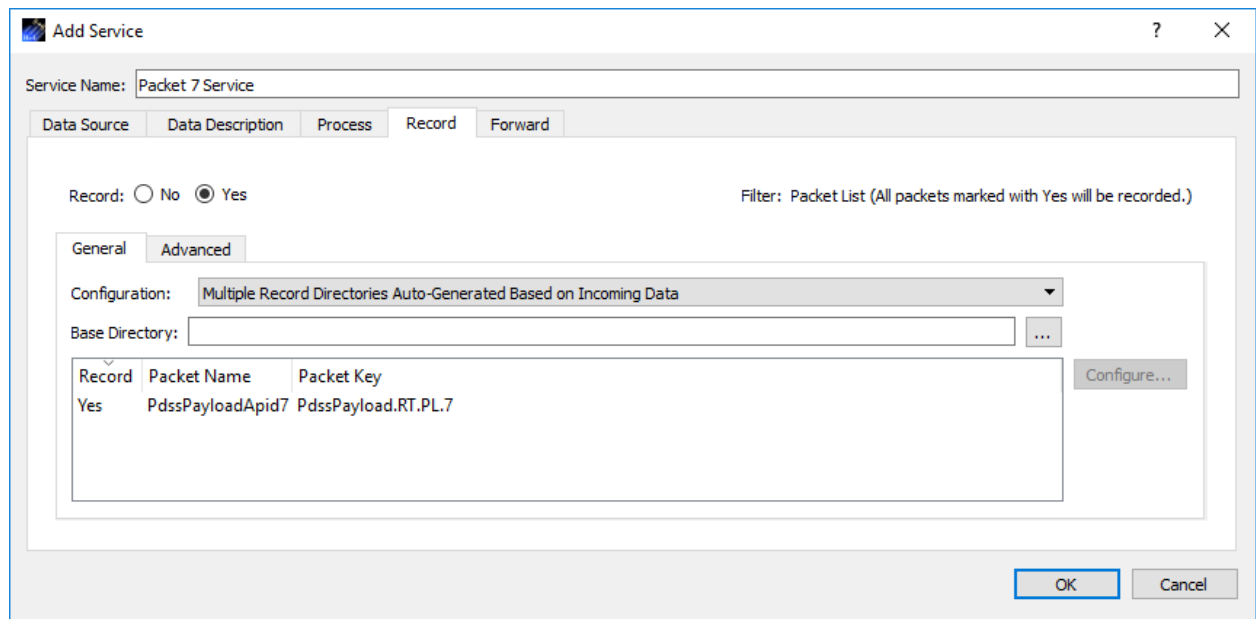 Add Service
?
Service Name: Packet 7 Service
Data Source Data Description Process Record Forward
Record: No Yes Filter: Packet List (All packets marked with Yes will be recorded.)
General Advanced
Configuration: Multiple Record Directories Auto-Generated Based on Incoming Data
Base Directory: ...
Record Packet Name Packet Key Configure...
Yes PdssPayloadApid7 PdssPayload.RT.PL.7
OK Cancel